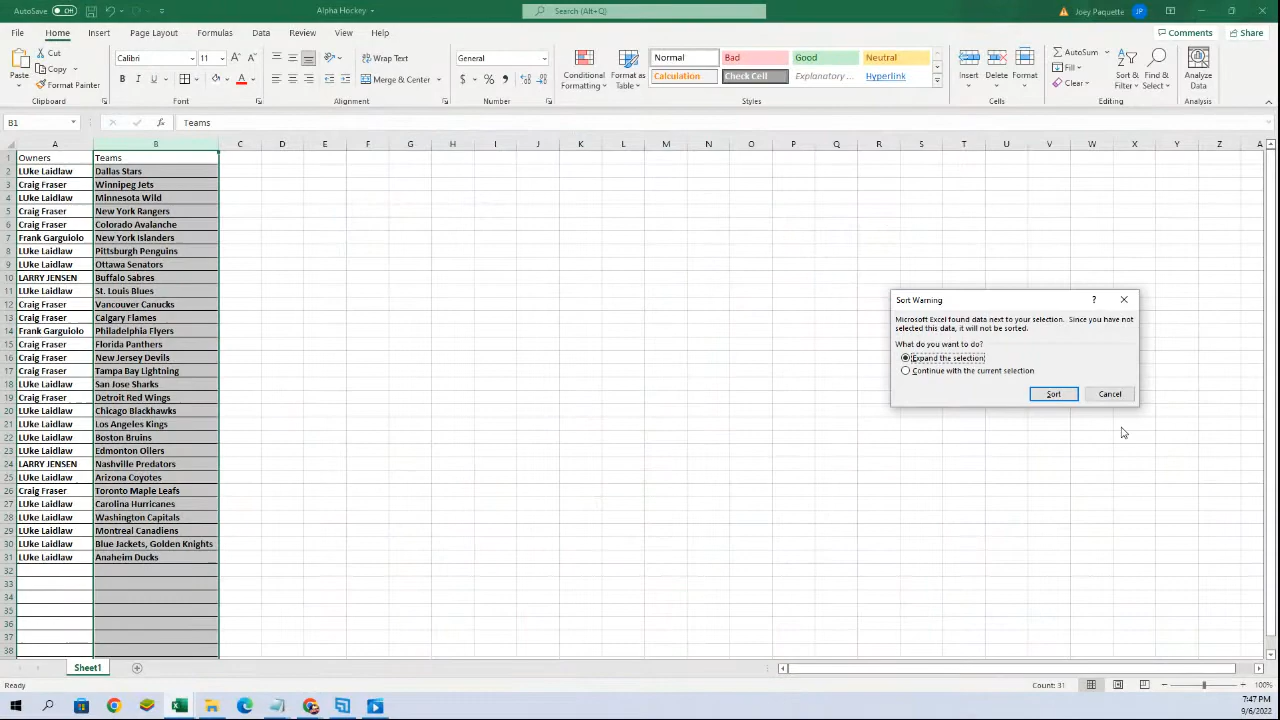 AutoSave Off Alpha Hockey Search (Alt+Q) Joey Paquette JP
File Home Insert Page Layout Formulas Data Review View Help Comments Share
Paste Cut Copy Format Painter Clipboard
Calibri 11 B I U A Font
Wrap Text Merge & Center Alignment
General $ % , Number
Conditional Formatting Format as Table
Normal Bad Good Neutral
Calculation Check Cell Explanatory ... Hyperlink
Styles
Insert Delete Format Cells
AutoSum Fill Clear Sort & Filter Find & Select Editing
Analyze Data Analysis
B1 fx Teams
A B C D E F G H I J K L M N O P Q R S T U V W X Y Z A
1 Owners Teams
2 LUke Laidlaw Dallas Stars
3 Craig Fraser Winnipeg Jets
4 LUke Laidlaw Minnesota Wild
5 Craig Fraser New York Rangers
6 Craig Fraser Colorado Avalanche
7 Frank Garguiolo New York Islanders
8 LUke Laidlaw Pittsburgh Penguins
9 LUke Laidlaw Ottawa Senators
10 LARRY JENSEN Buffalo Sabres
11 LUke Laidlaw St. Louis Blues
12 Craig Fraser Vancouver Canucks
13 Craig Fraser Calgary Flames
14 Frank Garguiolo Philadelphia Flyers
15 Craig Fraser Florida Panthers
16 Craig Fraser New Jersey Devils
17 Craig Fraser Tampa Bay Lightning
18 LUke Laidlaw San Jose Sharks
19 Craig Fraser Detroit Red Wings
20 LUke Laidlaw Chicago Blackhawks
21 LUke Laidlaw Los Angeles Kings
22 LUke Laidlaw Boston Bruins
23 LUke Laidlaw Edmonton Oilers
24 LARRY JENSEN Nashville Predators
25 LUke Laidlaw Arizona Coyotes
26 Craig Fraser Toronto Maple Leafs
27 LUke Laidlaw Carolina Hurricanes
28 LUke Laidlaw Washington Capitals
29 LUke Laidlaw Montreal Canadiens
30 LUke Laidlaw Blue Jackets, Golden Knights
31 LUke Laidlaw Anaheim Ducks
32
33
34
35
36
37
38
Sort Warning ?
Microsoft Excel found data next to your selection. Since you have not
selected this data, it will not be sorted.
What do you want to do?
Expand the selection
Continue with the current selection
Sort Cancel
Sheet1
Ready Count: 31 100%
7:47 PM
9/6/2022